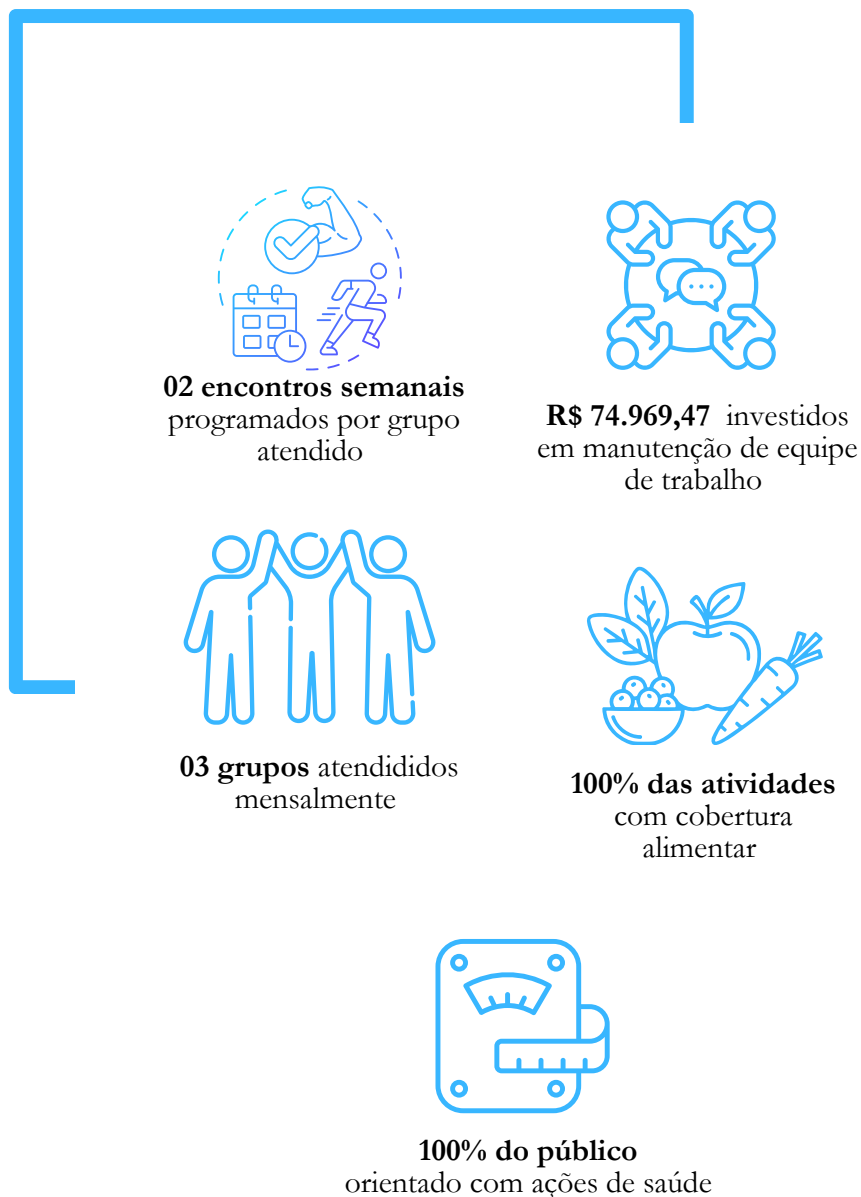 02 encontros semanais
programados por grupo
atendido
R$ 74.969,47 investidos
em manutenção de equipe
de trabalho
03 grupos atendididos
mensalmente
100% das atividades
com cobertura
alimentar
100% do público
orientado com ações de saúde